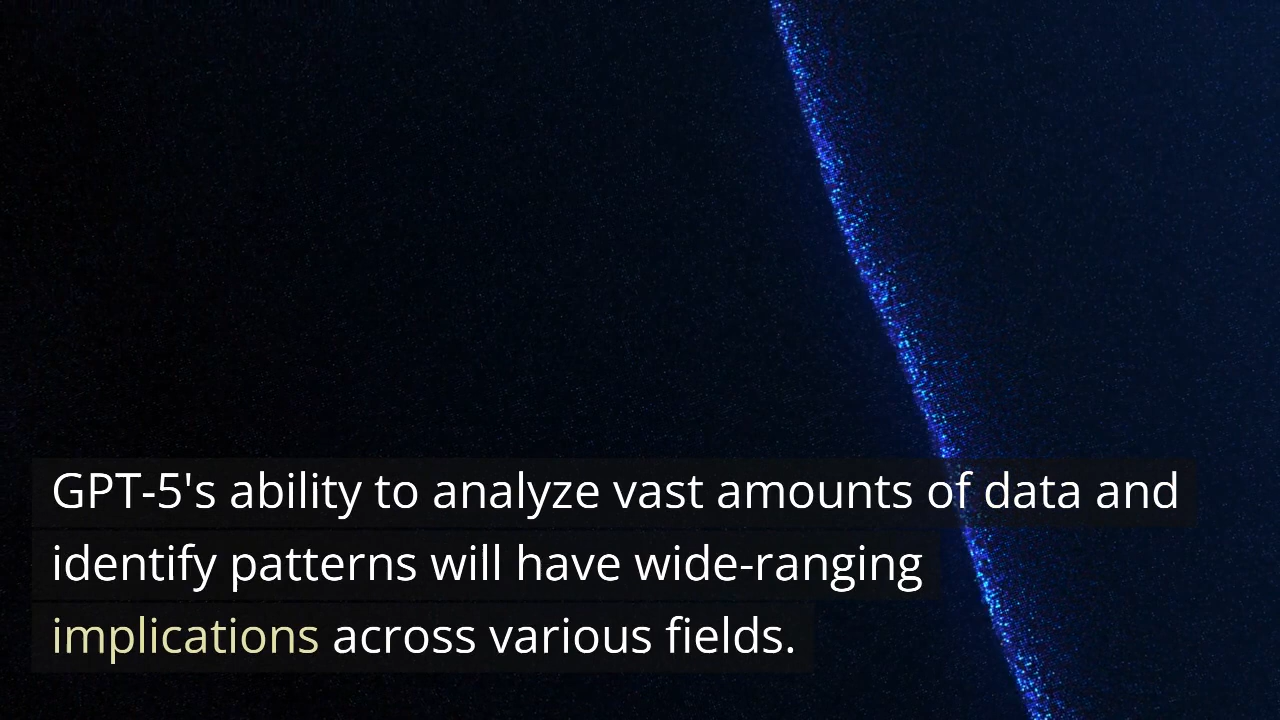 GPT-5's ability to analyze vast amounts of data and
identify patterns will have wide-ranging
implications across various fields.